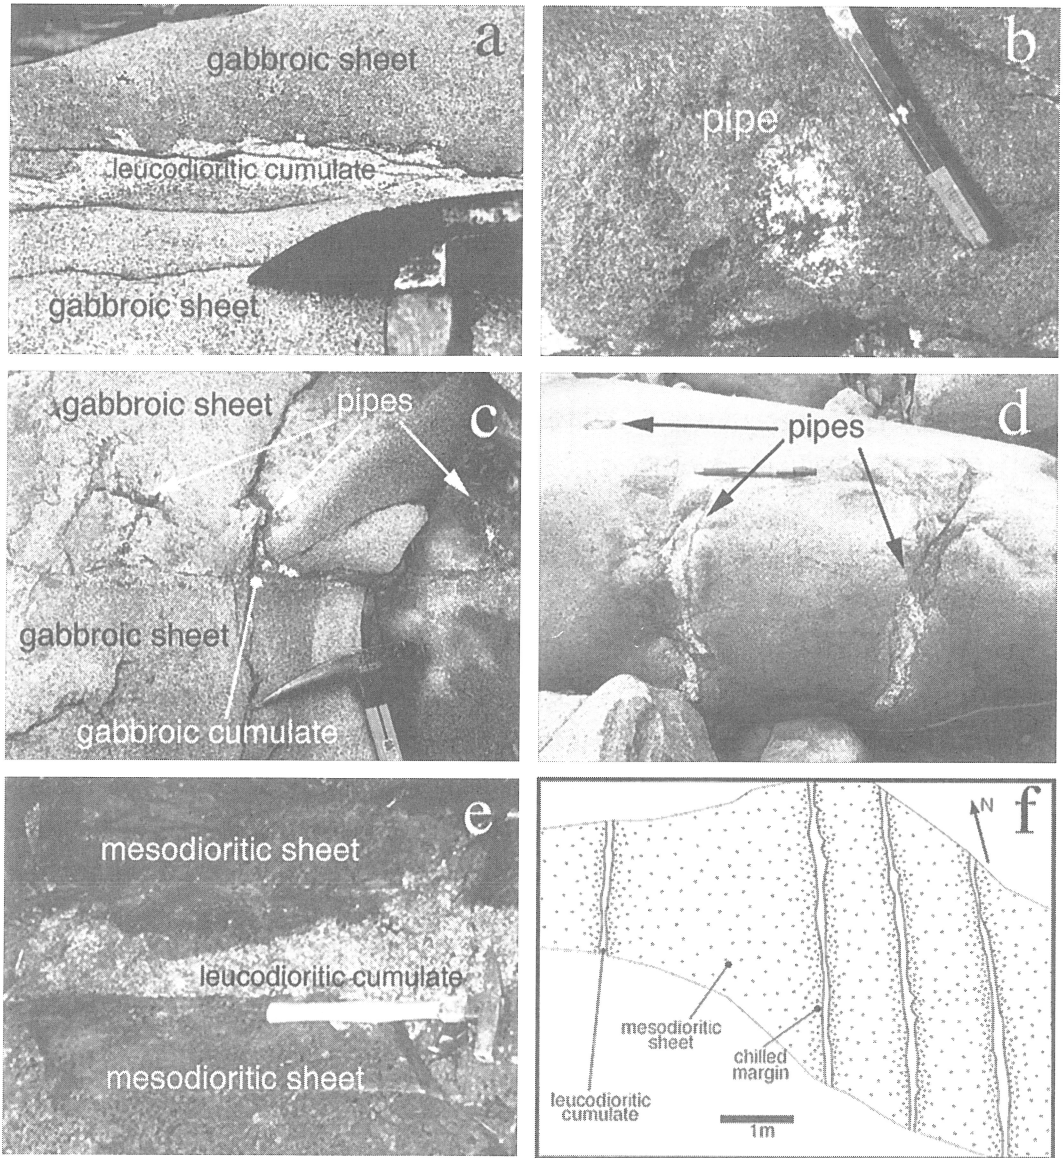 a
gabbroic sheet
leucodioritic cumulate
gabbroic sheet
b
pipe
c
gabbroic sheet
pipes
gabbroic sheet
gabbroic cumulate
d
pipes
e
mesodioritic sheet
leucodioritic cumulate
mesodioritic sheet
f
N
mesodioritic
sheet
chilled
margin
leucodioritic
cumulate
1m